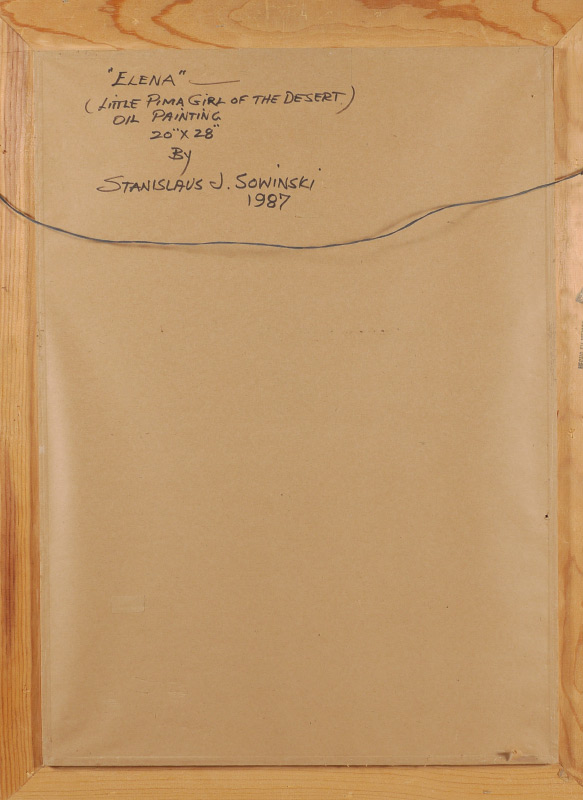 "ELENA" —
(LITTLE PIMA GIRL OF THE DESERT)
OIL PAINTING
20" X 28"
By
STANISLAUS J. SOWINSKI
1987